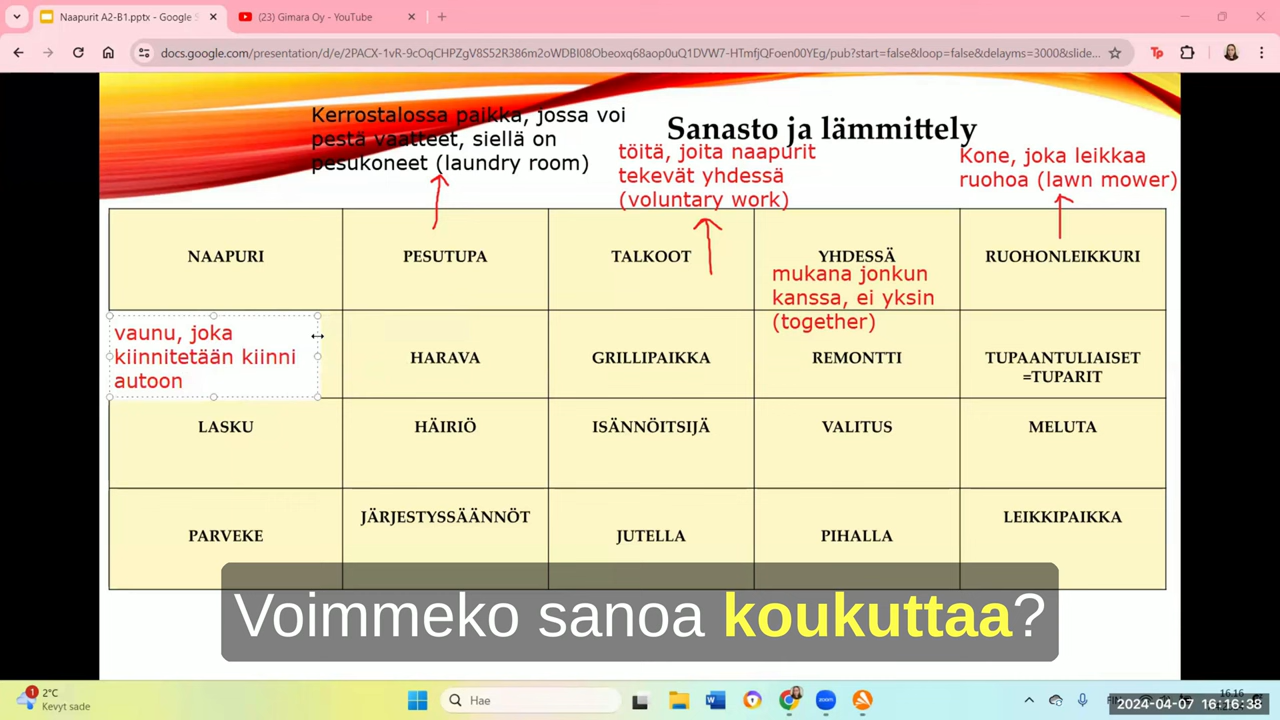 Naapurit A2-B1.pptx - Google
(23) Gimara Oy - YouTube
docs.google.com/presentation/d/e/2PACX-1vR-9cOqCHPZgV8S52R386m2oWDBI08Obeoxq68aop0uQ1DVW7-HTmfjQFoen00YEg/pub?start=false&loop=false&delayms=3000&slide...
Kerrostalossa paikka, jossa voi
pestä vaatteet, siellä on
pesukoneet (laundry room)
Sanasto ja lämmittely
töitä, joita naapurit
tekevät yhdessä
(voluntary work)
Kone, joka leikkaa
ruohoa (lawn mower)
NAAPURI
PESUTUPA
TALKOOT
YHDESSÄ
RUOHONLEIKKURI
mukana jonkun
kanssa, ei yksin
(together)
vaunu, joka
kiinnitetään kiinni
autoon
HARAVA
GRILLIPAIKKA
REMONTTI
TUPAANTULIAISET
=TUPARIT
LASKU
HÄIRIÖ
ISÄNNÖITSIJÄ
VALITUS
MELUTA
PARVEKE
JÄRJESTYSSÄÄNNÖT
JUTELLA
PIHALLA
LEIKKIPAIKKA
Voimmeko sanoa koukuttaa?
1
2°C
Kevyt sade
Hae
zoom
16.16
2024-04-07 16:16:38